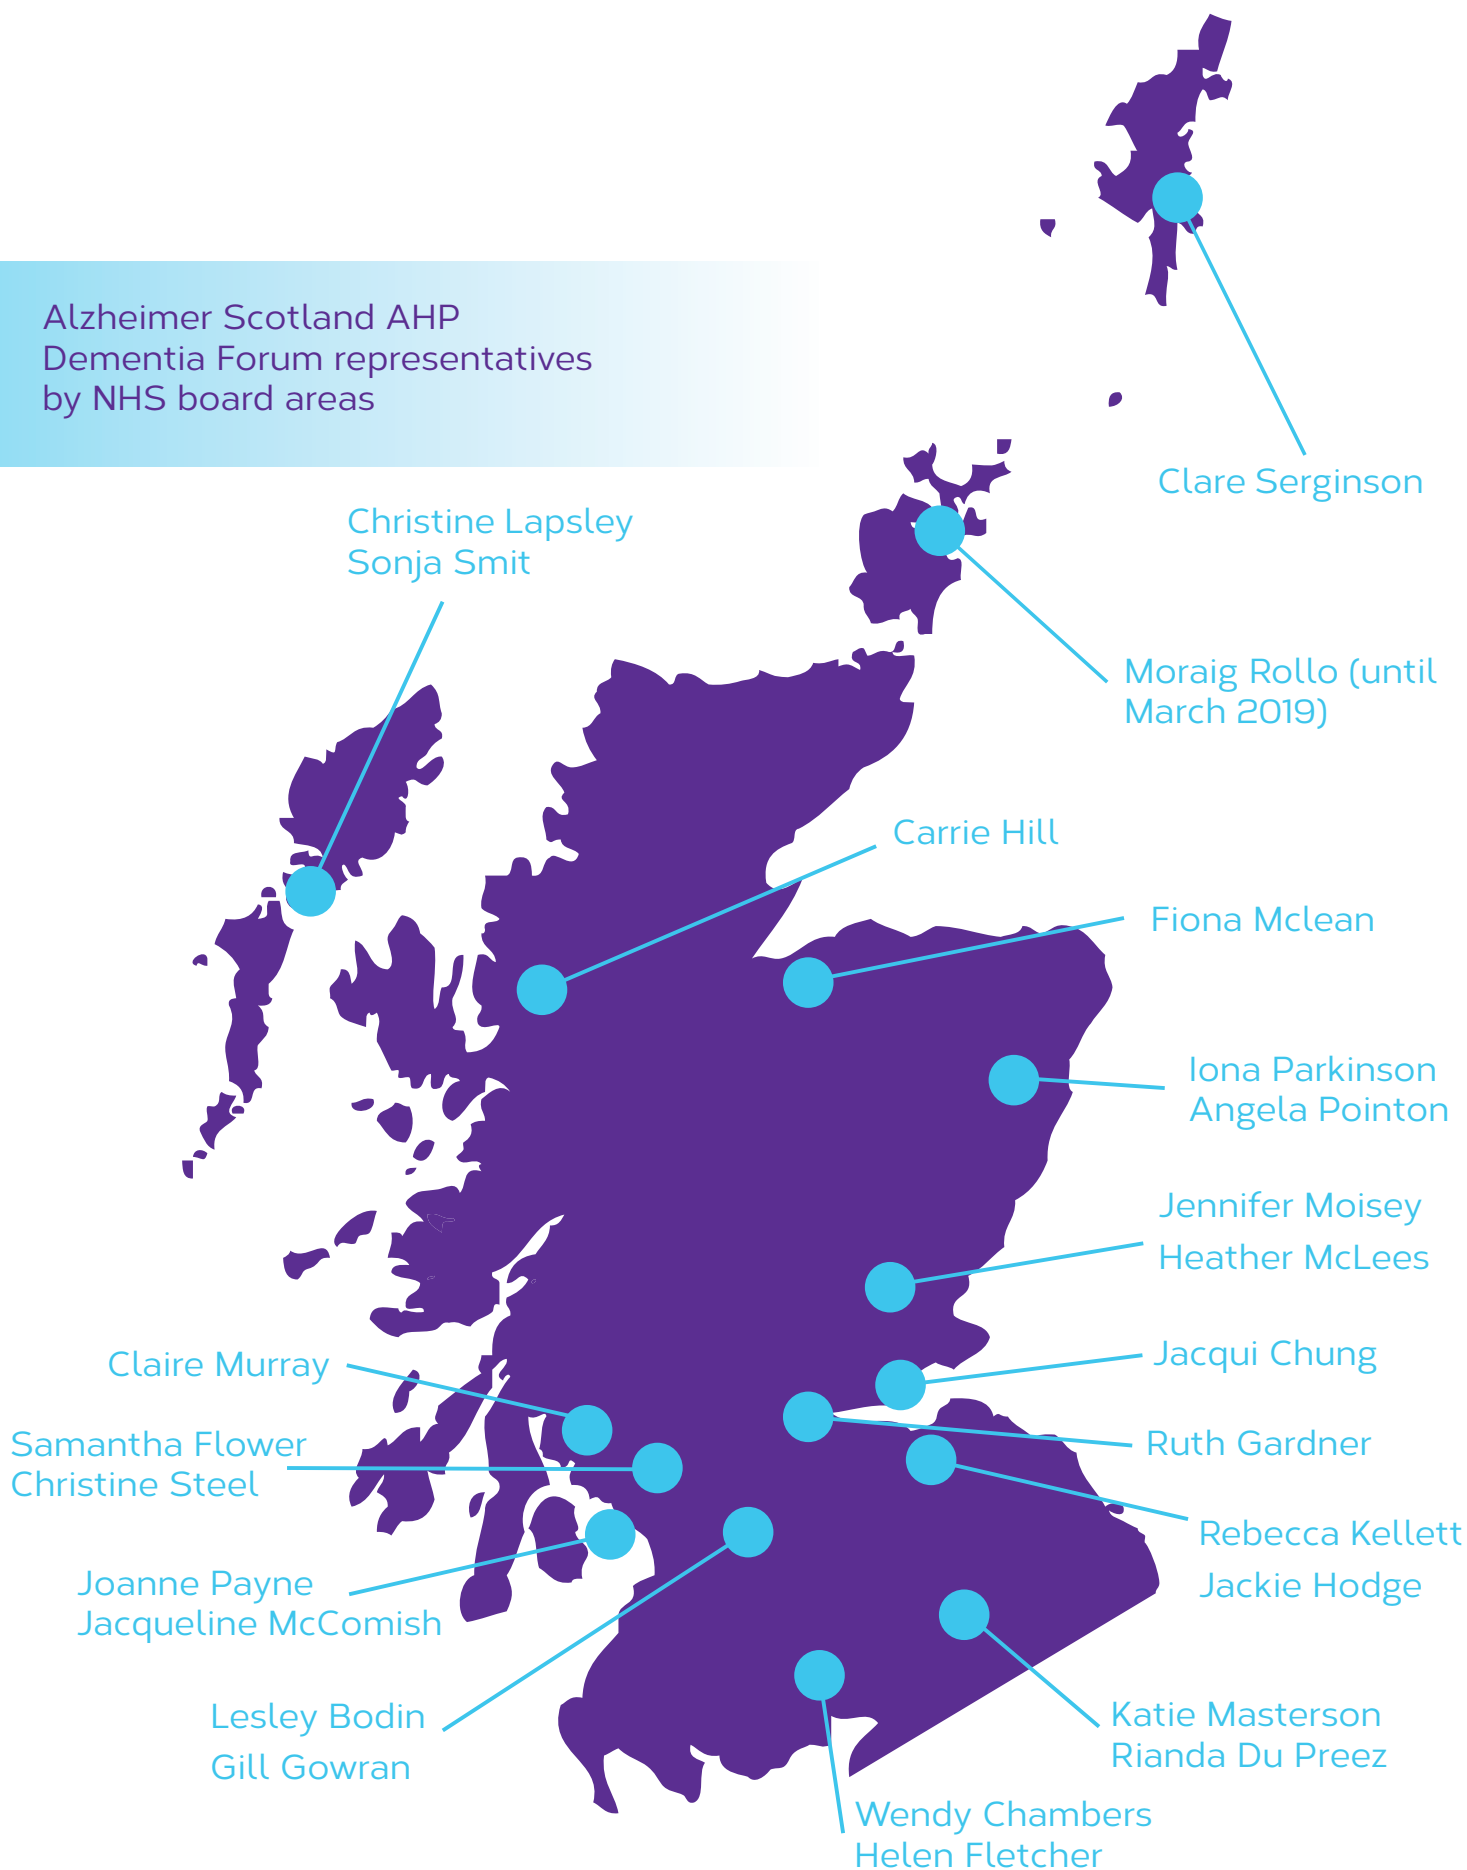 Alzheimer Scotland AHP
Dementia Forum representatives
by NHS board areas
Clare Serginson
Christine Lapsley
Sonja Smit
Moraig Rollo (until
March 2019)
Carrie Hill
Fiona Mclean
Iona Parkinson
Angela Pointon
Jennifer Moisey
Heather McLees
Jacqui Chung
Claire Murray
Ruth Gardner
Samantha Flower
Christine Steel
Rebecca Kellett
Jackie Hodge
Joanne Payne
Jacqueline McComish
Lesley Bodin
Gill Gowran
Katie Masterson
Rianda Du Preez
Wendy Chambers
Helen Fletcher